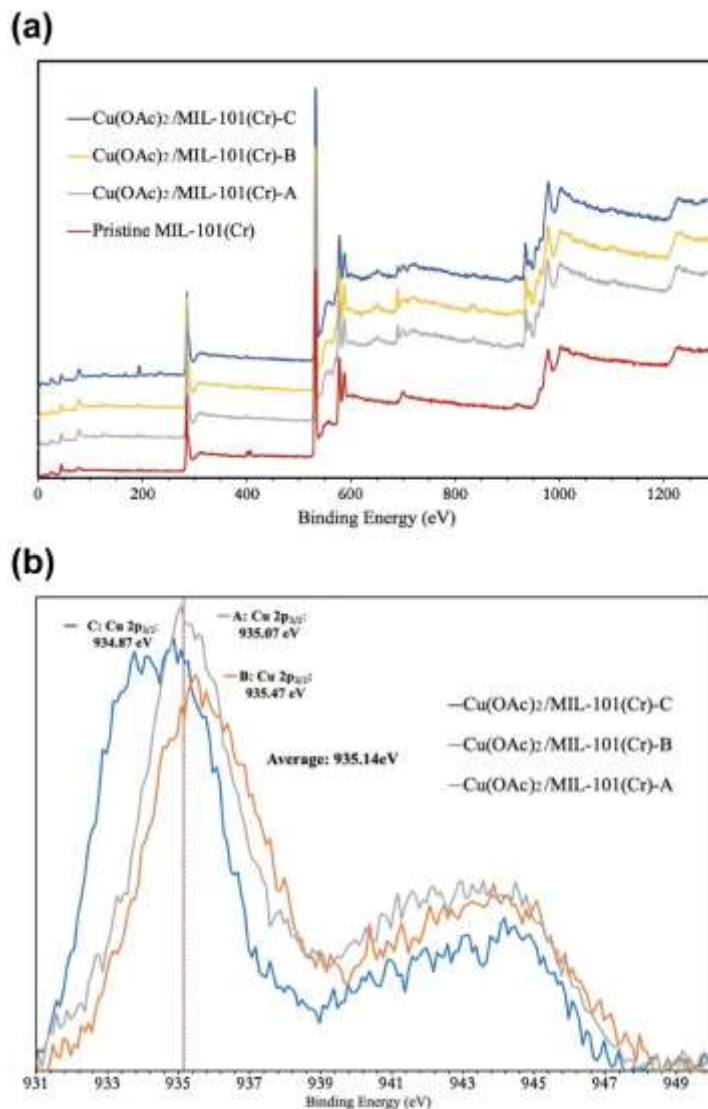 (a)
Cu(OAc)2/MIL-101(Cr)-C
Cu(OAc)2/MIL-101(Cr)-B
Cu(OAc)2/MIL-101(Cr)-A
Pristine MIL-101(Cr)
0 200 400 600 800 1000 1200
Binding Energy (eV)
(b)
C: Cu 2p3/2:
934.87 eV
A: Cu 2p3/2:
935.07 eV
B: Cu 2p3/2:
935.47 eV
Average: 935.14eV
Cu(OAc)2/MIL-101(Cr)-C
Cu(OAc)2/MIL-101(Cr)-B
Cu(OAc)2/MIL-101(Cr)-A
931 933 935 937 939 941 943 945 947 949
Binding Energy (eV)